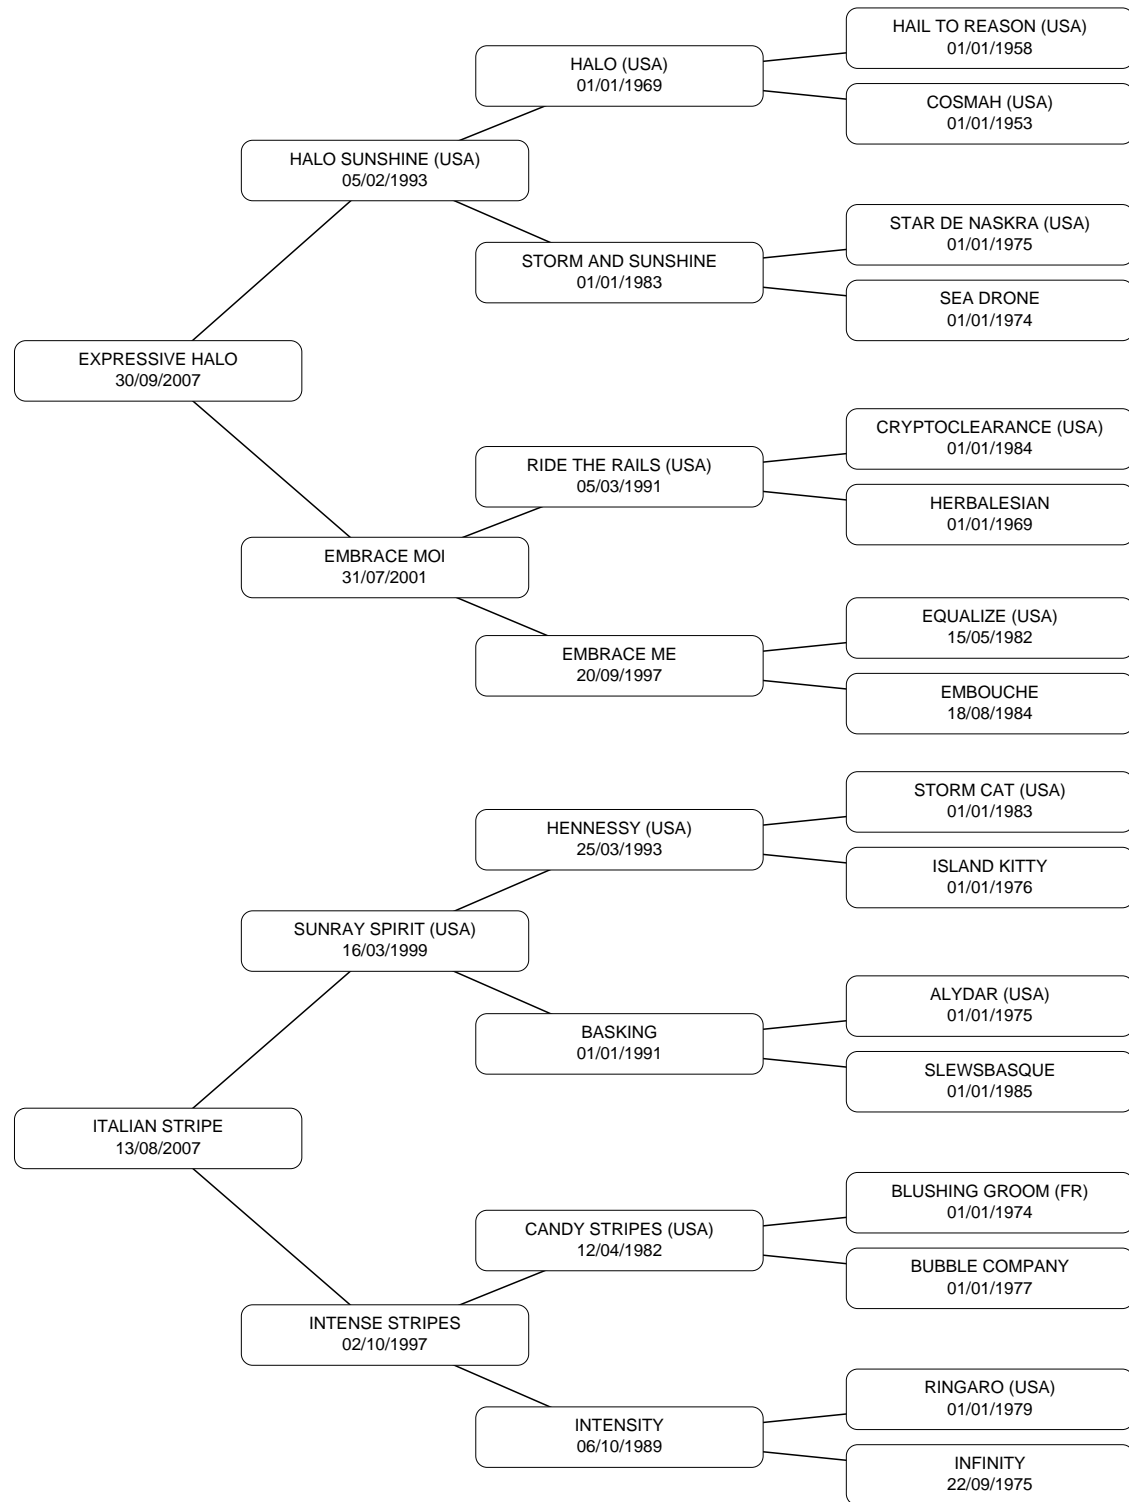 HAIL TO REASON (USA)
01/01/1958
HALO (USA)
01/01/1969
COSMAH (USA)
01/01/1953
HALO SUNSHINE (USA)
05/02/1993
STAR DE NASKRA (USA)
01/01/1975
STORM AND SUNSHINE
01/01/1983
SEA DRONE
01/01/1974
EXPRESSIVE HALO
30/09/2007
CRYPTOCLEARANCE (USA)
01/01/1984
RIDE THE RAILS (USA)
05/03/1991
HERBALESIAN
01/01/1969
EMBRACE MOI
31/07/2001
EQUALIZE (USA)
15/05/1982
EMBRACE ME
20/09/1997
EMBOUCHE
18/08/1984
STORM CAT (USA)
01/01/1983
HENNESSY (USA)
25/03/1993
ISLAND KITTY
01/01/1976
SUNRAY SPIRIT (USA)
16/03/1999
ALYDAR (USA)
01/01/1975
BASKING
01/01/1991
SLEWSBASQUE
01/01/1985
ITALIAN STRIPE
13/08/2007
BLUSHING GROOM (FR)
01/01/1974
CANDY STRIPES (USA)
12/04/1982
BUBBLE COMPANY
01/01/1977
INTENSE STRIPES
02/10/1997
RINGARO (USA)
01/01/1979
INTENSITY
06/10/1989
INFINITY
22/09/1975